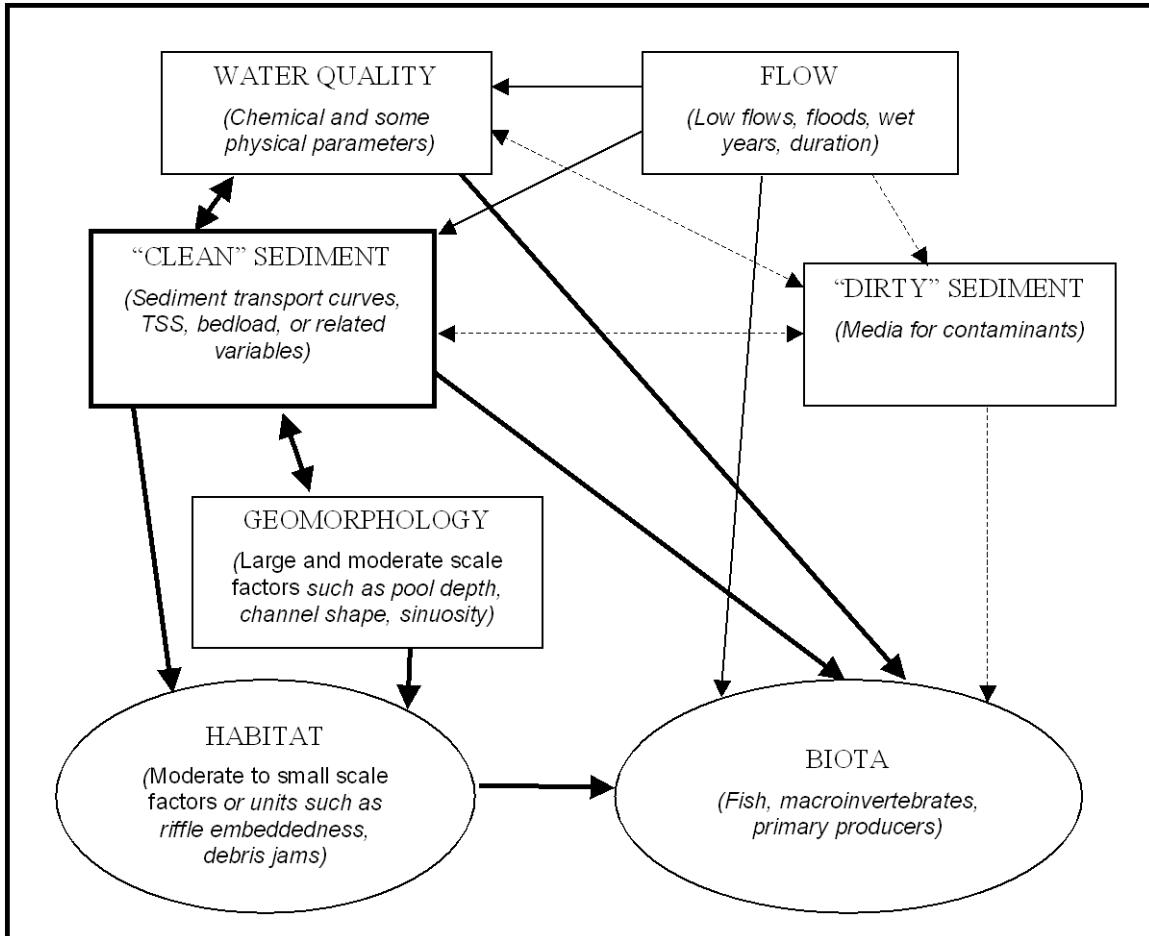 WATER QUALITY
(Chemical and some
physical parameters)
FLOW
(Low flows, floods, wet
years, duration)
“CLEAN” SEDIMENT
(Sediment transport curves,
TSS, bedload, or related
variables)
“DIRTY” SEDIMENT
(Media for contaminants)
GEOMORPHOLOGY
(Large and moderate scale
factors such as pool depth,
channel shape, sinuosity)
HABITAT
(Moderate to small scale
factors or units such as
riffle embeddedness,
debris jams)
BIOTA
(Fish, macroinvertebrates,
primary producers)